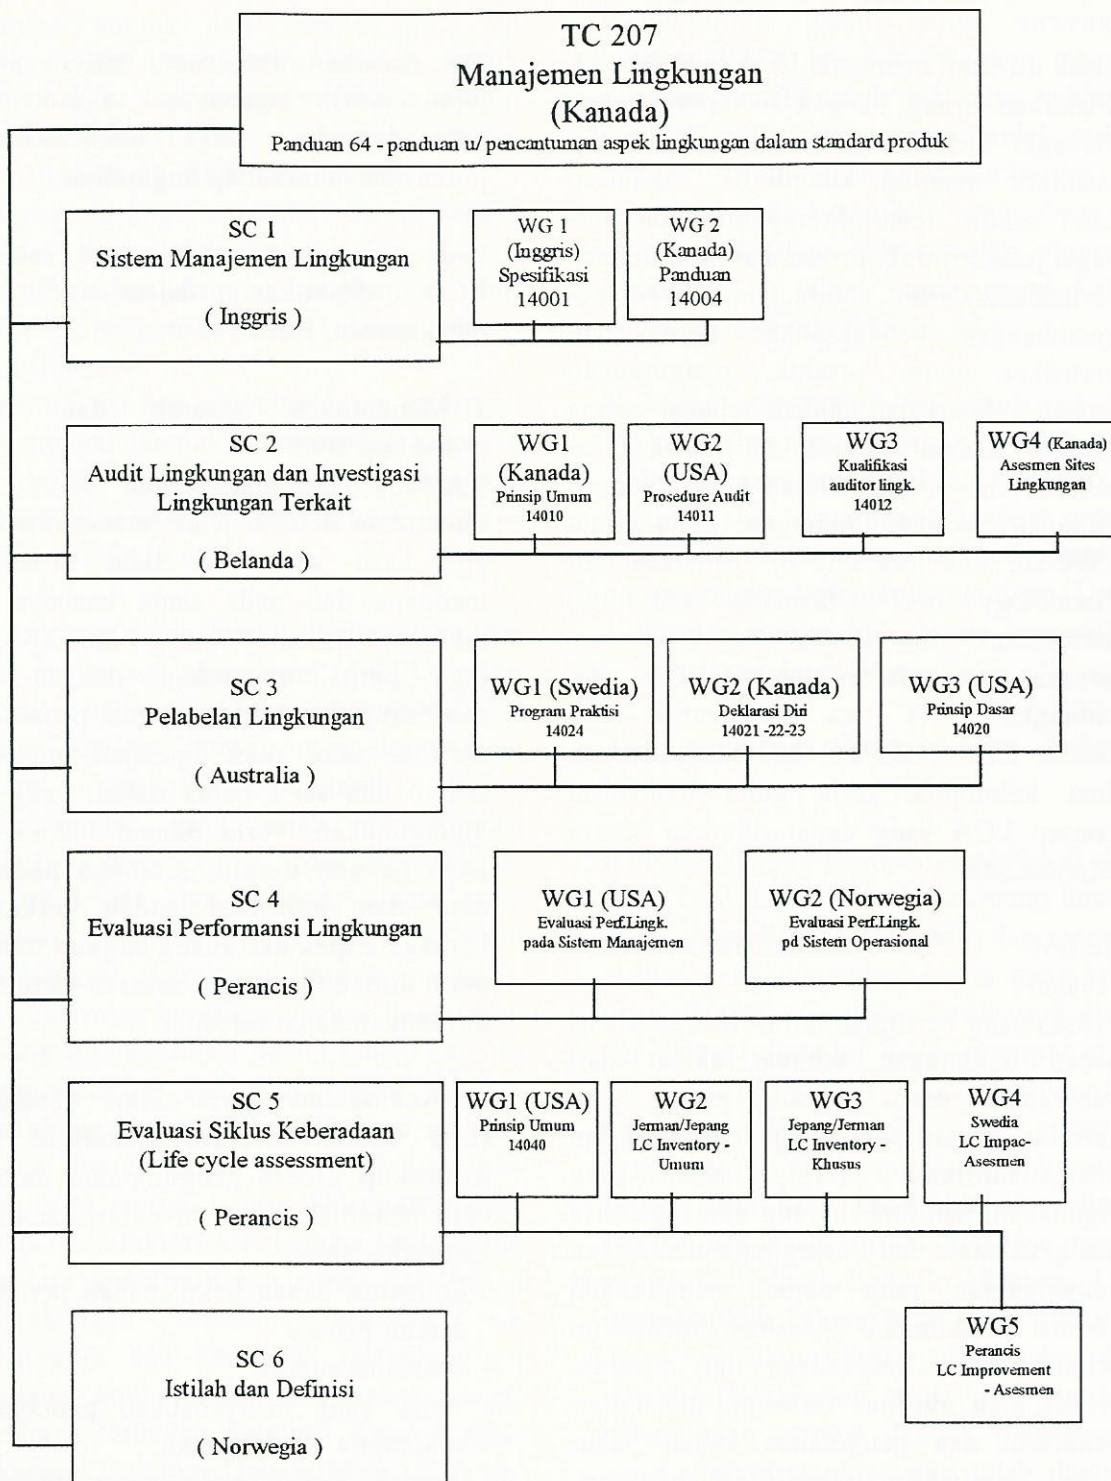 TC 207
Manajemen Lingkungan
(Kanada)
Panduan 64 - panduan u/ pencantuman aspek lingkungan dalam standard produk
SC 1
Sistem Manajemen Lingkungan
( Inggris )
WG 1
(Inggris)
Spesifikasi
14001
WG 2
(Kanada)
Panduan
14004
SC 2
Audit Lingkungan dan Investigasi
Lingkungan Terkait
( Belanda )
WG1
(Kanada)
Prinsip Umum
14010
WG2
(USA)
Prosedure Audit
14011
WG3
Kualifikasi
auditor lingk.
14012
WG4 (Kanada)
Asesmen Sites
Lingkungan
SC 3
Pelabelan Lingkungan
( Australia )
WG1 (Swedia)
Program Praktisi
14024
WG2 (Kanada)
Deklarasi Diri
14021 -22-23
WG3 (USA)
Prinsip Dasar
14020
SC 4
Evaluasi Performansi Lingkungan
( Perancis )
WG1 (USA)
Evaluasi Perf.Lingk.
pada Sistem Manajemen
WG2 (Norwegia)
Evaluasi Perf.Lingk.
pd Sistem Operasional
SC 5
Evaluasi Siklus Keberadaan
(Life cycle assessment)
( Perancis )
WG1 (USA)
Prinsip Umum
14040
WG2
Jerman/Jepang
LC Inventory -
Umum
WG3
Jepang/Jerman
LC Inventory -
Khusus
WG4
Swedia
LC Impac-
Asesmen
WG5
Perancis
LC Improvement
- Asesmen
SC 6
Istilah dan Definisi
( Norwegia )